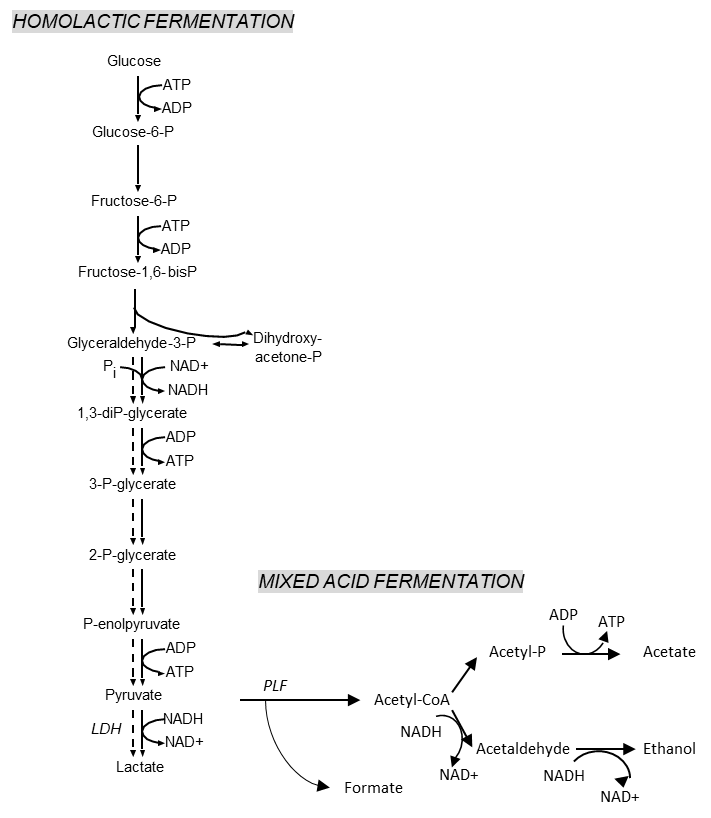 HOMOLACTIC FERMENTATION
Glucose
ATP
ADP
Glucose-6-P
Fructose-6-P
ATP
ADP
Fructose-1,6-bisP
Glyceraldehyde-3-P
Dihydroxy-
acetone-P
Pi
NAD+
NADH
1,3-diP-glycerate
ADP
ATP
3-P-glycerate
2-P-glycerate
P-enolpyruvate
ADP
ATP
Pyruvate
LDH
NADH
NAD+
Lactate
MIXED ACID FERMENTATION
PLF
Acetyl-CoA
Formate
ADP
ATP
Acetyl-P
Acetate
NADH
NAD+
Acetaldehyde
Ethanol
NADH
NAD+